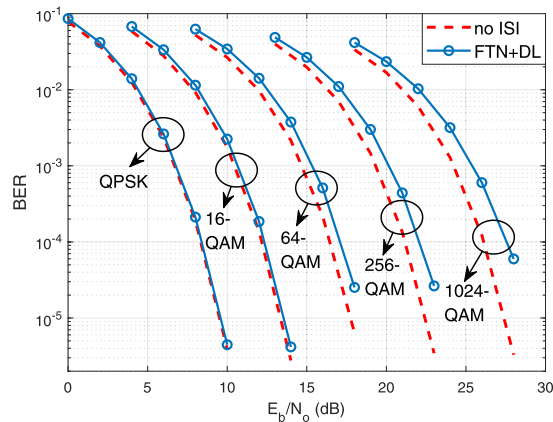 no ISI
FTN+DL
10^-1
10^-2
10^-3
10^-4
10^-5
BER
QPSK
16-
QAM
64-
QAM
256-
QAM
1024-
QAM
0 5 10 15 20 25 30
E_b/N_o (dB)